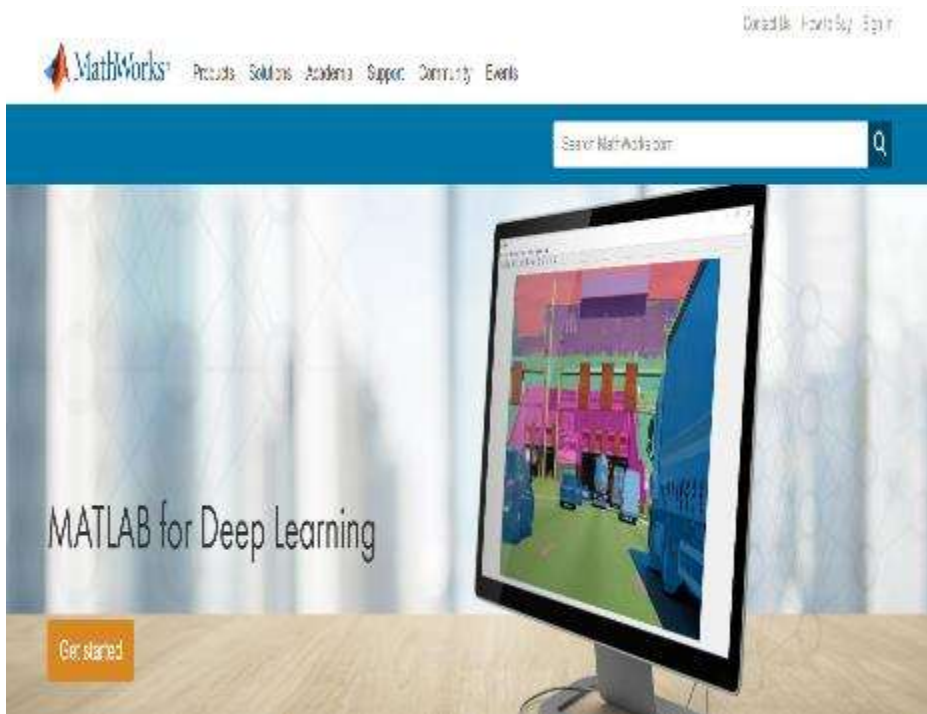 Contact Us How to Buy Sign In
MathWorks®
Products Solutions Academia Support Community Events
Search MathWorks.com
MATLAB for Deep Learning
Get started